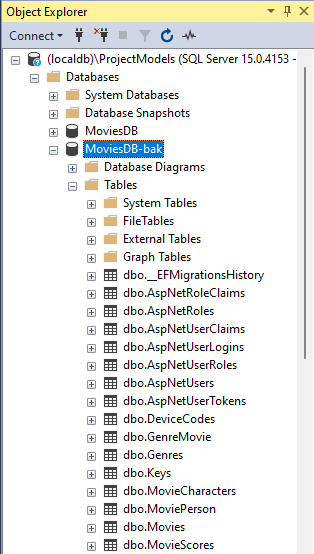 Object Explorer
Connect
(localdb)\ProjectModels (SQL Server 15.0.4153 -
Databases
System Databases
Database Snapshots
MoviesDB
MoviesDB-bak
Database Diagrams
Tables
System Tables
FileTables
External Tables
Graph Tables
dbo.__EFMigrationsHistory
dbo.AspNetRoleClaims
dbo.AspNetRoles
dbo.AspNetUserClaims
dbo.AspNetUserLogins
dbo.AspNetUserRoles
dbo.AspNetUsers
dbo.AspNetUserTokens
dbo.DeviceCodes
dbo.GenreMovie
dbo.Genres
dbo.Keys
dbo.MovieCharacters
dbo.MoviePerson
dbo.Movies
dbo.MovieScores